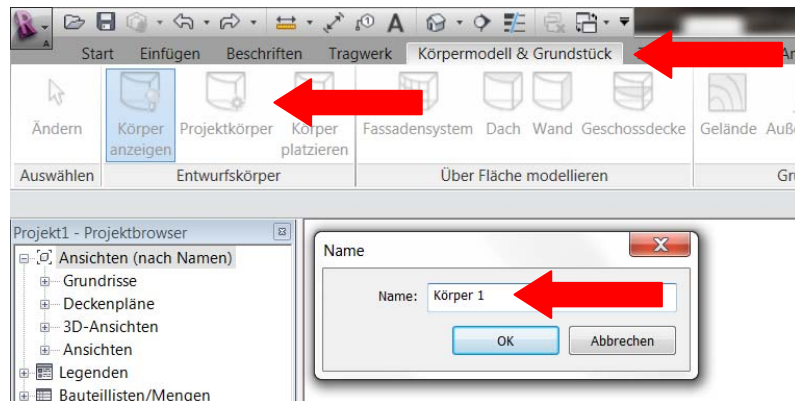 A
A
Start Einfügen Beschriften Tragwerk Körpermodell & Grundstück
Ändern
Körper anzeigen
Projektkörper
Körper platzieren
Fassadensystem Dach Wand Geschossdecke Gelände
Auswählen Entwurfskörper Über Fläche modellieren
Projekt1 - Projektbrowser
Ansichten (nach Namen)
Grundrisse
Deckenpläne
3D-Ansichten
Ansichten
Legenden
Bauteillisten/Mengen
Name
Name: Körper 1
OK Abbrechen